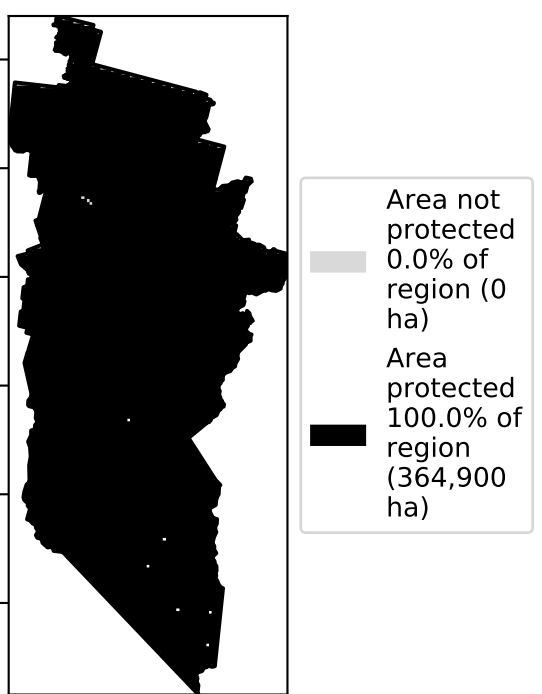 Area not
protected
0.0% of
region (0
ha)
Area
protected
100.0% of
region
(364,900
ha)